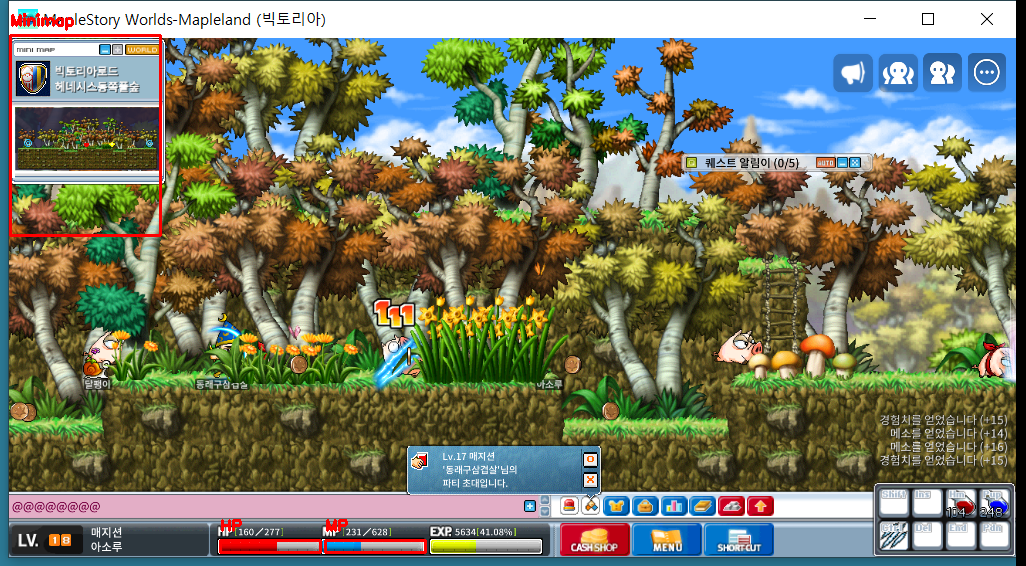 Minimap
MapleStory Worlds-Mapleland (빅토리아)
MINI MAP
WORLD
빅토리아로드
헤네시스동쪽풀숲
퀘스트 알림이 (0/5)
AUTO
111
달팽이
동래구삼겹살
아소루
경험치를 얻었습니다 (+15)
메소를 얻었습니다 (+14)
메소를 얻었습니다 (+16)
경험치를 얻었습니다 (+15)
Lv.17 매지션
'동래구삼겹살'님의
파티 초대입니다.
@@@@@@@@
LV. 18
매지션
아소루
HP
HP [160/277]
MP
MP [231/628]
EXP. 5634[41.08%]
CASH SHOP
MENU
SHORT-CUT
Shift
Ins
Hm
Pup
104
248
Ctrl
Del
End
Pdn